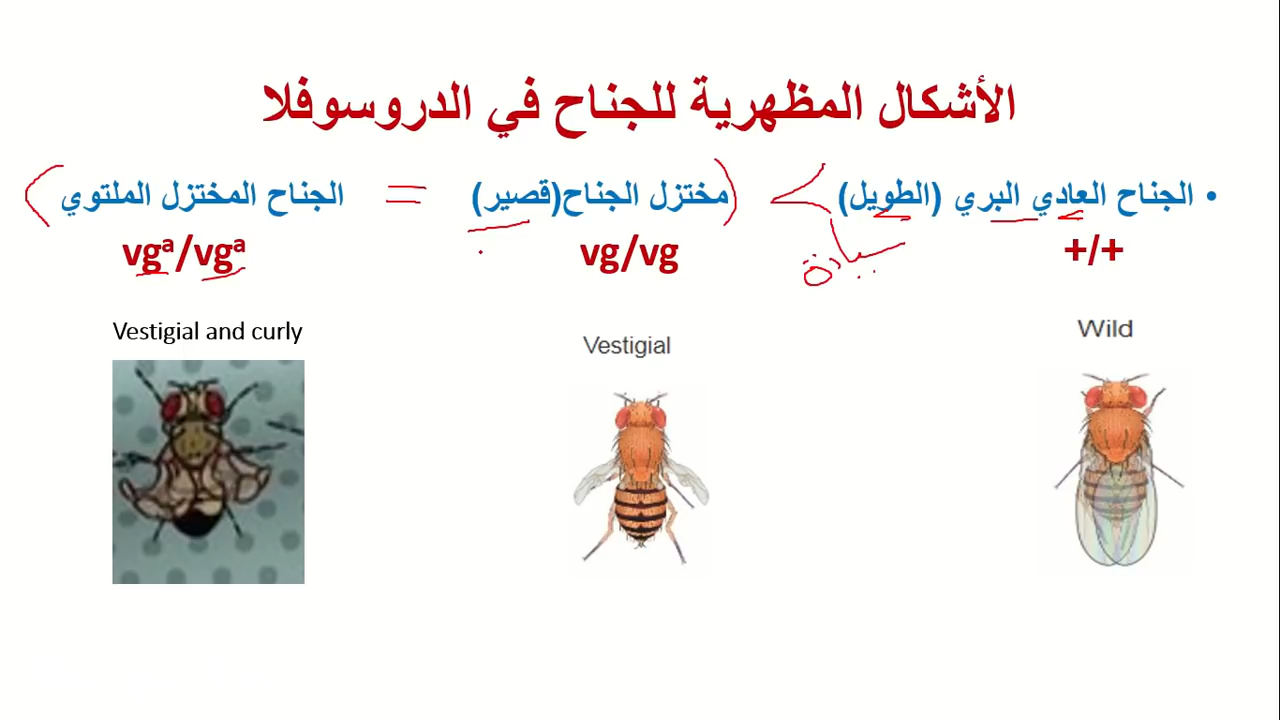 الأشكال المظهرية للجناح في الدروسوفلا
• الجناح العادي البري (الطويل) < مختزل الجناح(قصير) = الجناح المختزل الملتوي
سيادة
+/+ vg/vg vgᵃ/vgᵃ
Wild Vestigial Vestigial and curly